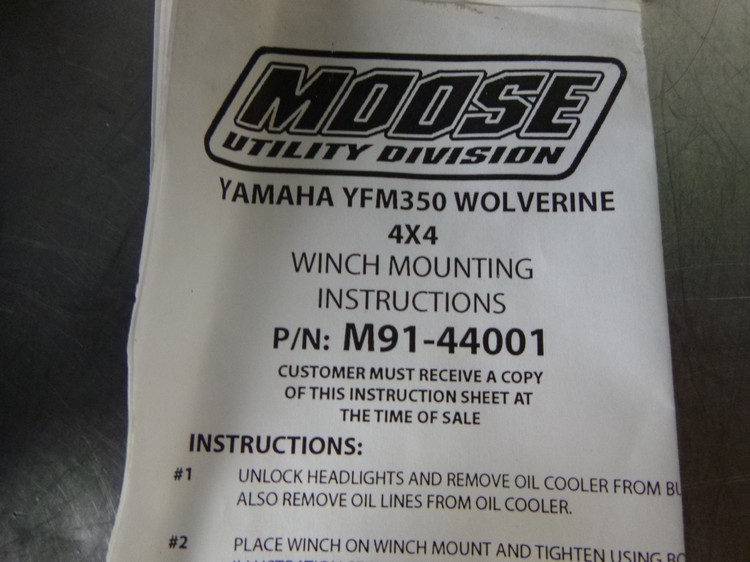 MOOSE
UTILITY DIVISION
YAMAHA YFM350 WOLVERINE
4X4
WINCH MOUNTING
INSTRUCTIONS
P/N: M91-44001
CUSTOMER MUST RECEIVE A COPY
OF THIS INSTRUCTION SHEET AT
THE TIME OF SALE
INSTRUCTIONS:
#1 UNLOCK HEADLIGHTS AND REMOVE OIL COOLER FROM
ALSO REMOVE OIL LINES FROM OIL COOLER.
#2 PLACE WINCH ON WINCH MOUNT AND TIGHTEN USING